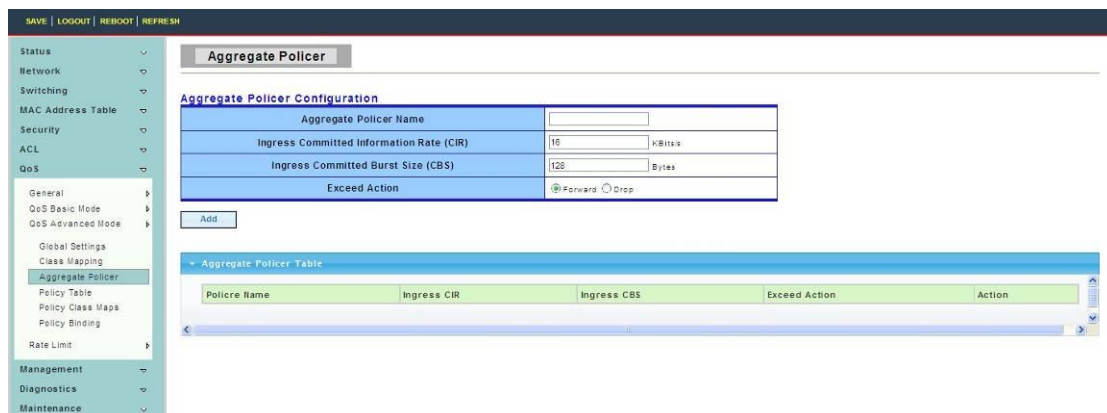 SAVE | LOGOUT | REBOOT | REFRESH
Status
Network
Switching
MAC Address Table
Security
ACL
QoS
General
QoS Basic Mode
QoS Advanced Mode
Global Settings
Class Mapping
Aggregate Policer
Policy Table
Policy Class Maps
Policy Binding
Rate Limit
Management
Diagnostics
Maintenance
Aggregate Policer
Aggregate Policer Configuration
Aggregate Policer Name
Ingress Committed Information Rate (CIR) 16 KBits/s
Ingress Committed Burst Size (CBS) 128 Bytes
Exceed Action Forward Drop
Add
Aggregate Policer Table
Policre Name Ingress CIR Ingress CBS Exceed Action Action